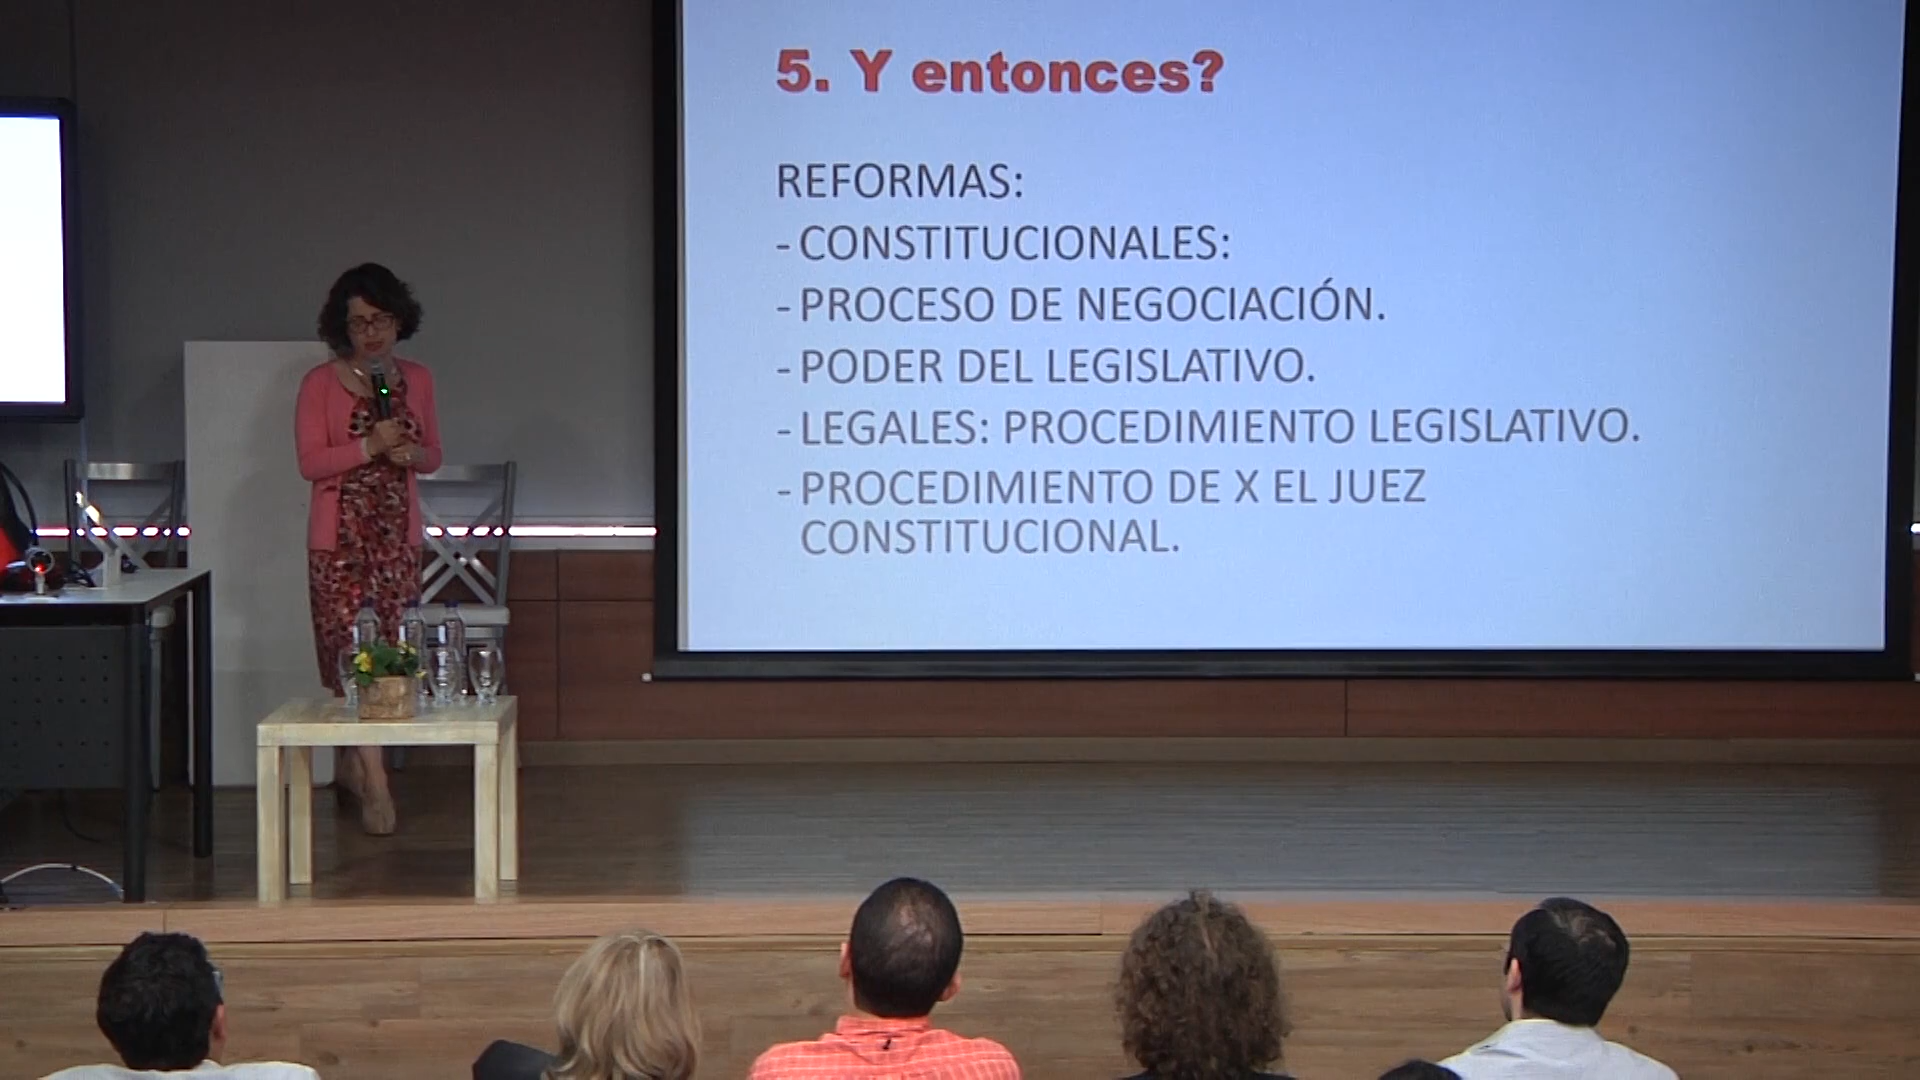 5. Y entonces?
REFORMAS:
- CONSTITUCIONALES:
- PROCESO DE NEGOCIACIÓN.
- PODER DEL LEGISLATIVO.
- LEGALES: PROCEDIMIENTO LEGISLATIVO.
- PROCEDIMIENTO DE X EL JUEZ
CONSTITUCIONAL.